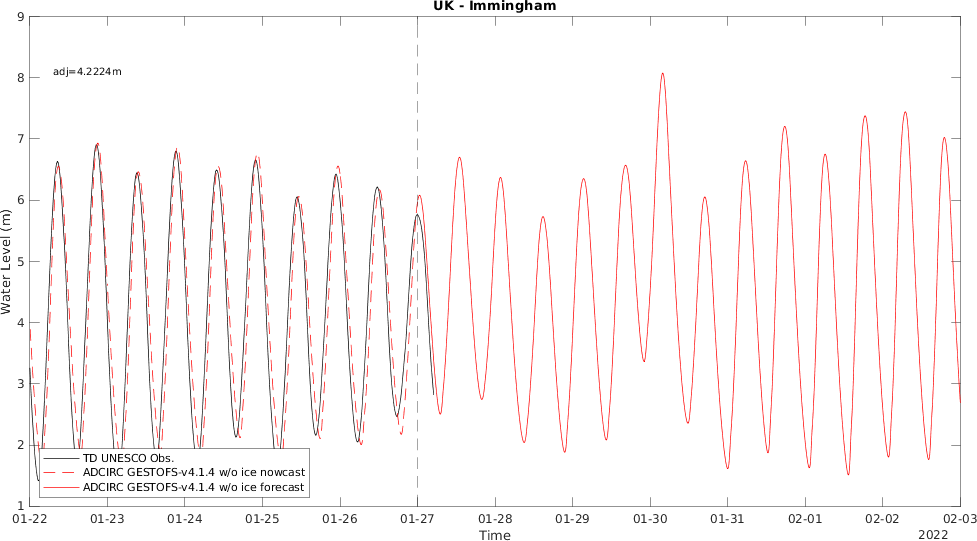 UK - Immingham
9
8
7
6
5
4
3
2
1
Water Level (m)
adj=4.2224m
TD UNESCO Obs.
ADCIRC GESTOFS-v4.1.4 w/o ice nowcast
ADCIRC GESTOFS-v4.1.4 w/o ice forecast
01-22 01-23 01-24 01-25 01-26 01-27 01-28 01-29 01-30 01-31 02-01 02-02 02-03
Time
2022